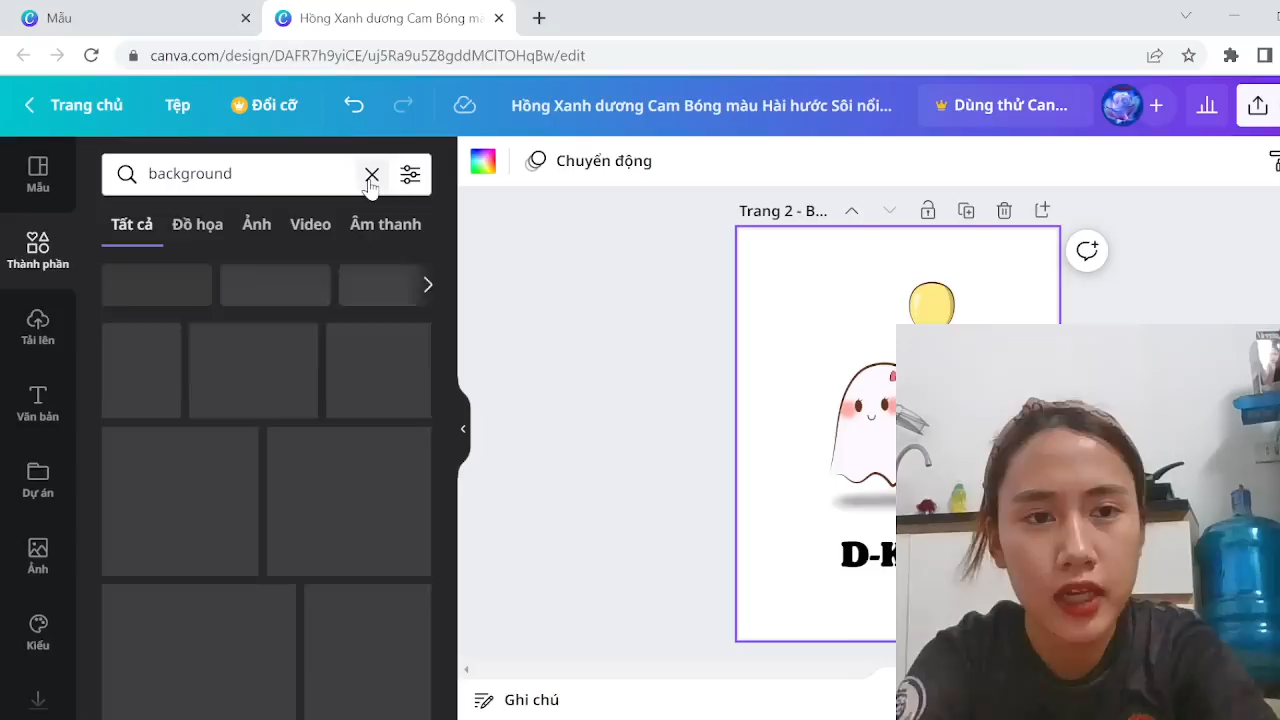 Mẫu
Hồng Xanh dương Cam Bóng mà
canva.com/design/DAFR7h9yiCE/uj5Ra9u5Z8gddMClTOHqBw/edit
Trang chủ
Tệp
Đổi cỡ
Hồng Xanh dương Cam Bóng màu Hài hước Sôi nổi...
Dùng thử Can...
background
Chuyển động
Mẫu
Tất cả
Đồ họa
Ảnh
Video
Âm thanh
Trang 2 - B...
Thành phần
Tải lên
Văn bản
Dự án
Ảnh
Kiểu
D-K
Ghi chú